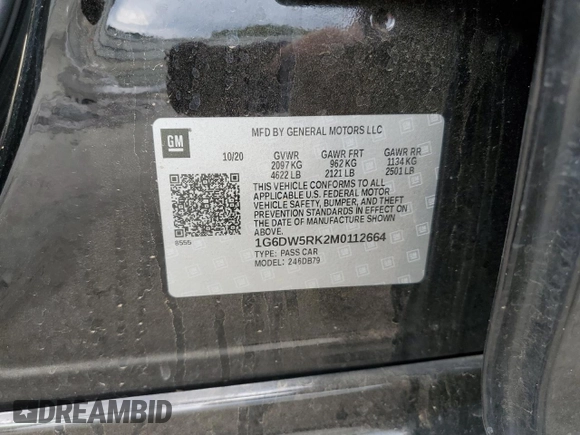 GM
MFD BY GENERAL MOTORS LLC
10/20 GVWR GAWR FRT GAWR RR
2097 KG 962 KG 1134 KG
4622 LB 2121 LB 2501 LB
THIS VEHICLE CONFORMS TO ALL
APPLICABLE U.S. FEDERAL MOTOR
VEHICLE SAFETY, BUMPER, AND THEFT
PREVENTION STANDARDS IN EFFECT ON
THE DATE OF MANUFACTURE SHOWN
ABOVE.
8555 1G6DW5RK2M0112664
TYPE: PASS CAR
MODEL: 246DB79
DREAMBID